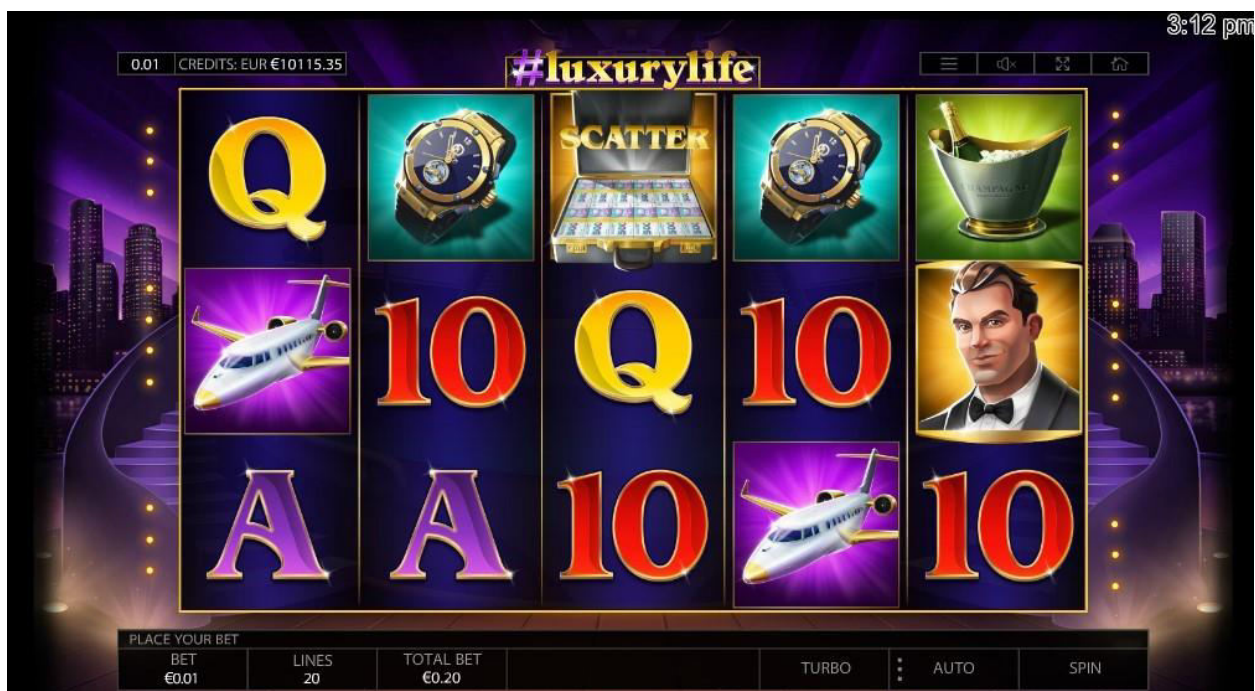 3:12 pm
0.01 CREDITS: EUR €10115.35
#luxurylife
Q
SCATTER
CHAMPAGNE
10 Q 10
A A 10 10
PLACE YOUR BET
BET LINES TOTAL BET TURBO AUTO SPIN
€0.01 20 €0.20